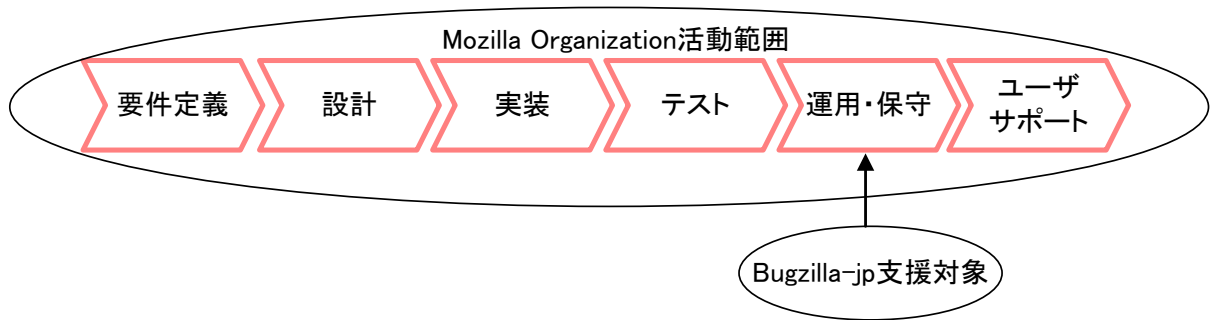 Mozilla Organization活動範囲
要件定義
設計
実装
テスト
運用・保守
ユーザ
サポート
Bugzilla-jp支援対象